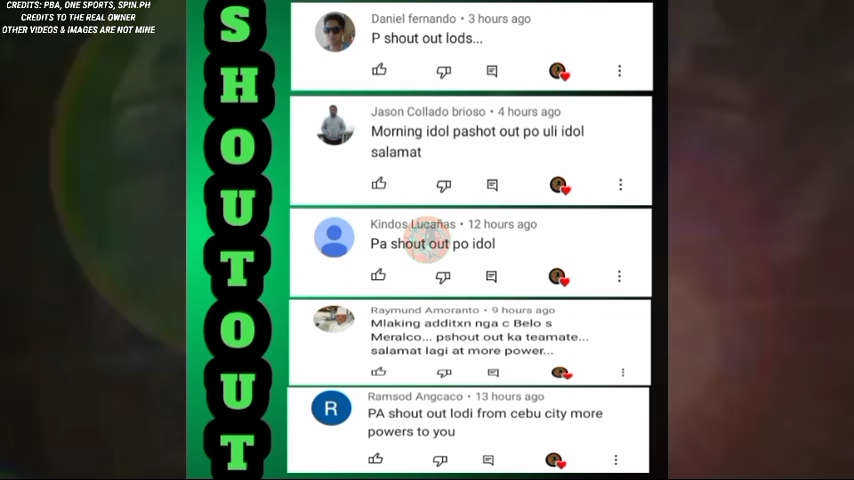 CREDITS: PBA, ONE SPORTS, SPIN.PH
CREDITS TO THE REAL OWNER
OTHER VIDEOS & IMAGES ARE NOT MINE
SHOUTOUT
Daniel fernando • 3 hours ago
P shout out lods...
Jason Collado brioso • 4 hours ago
Morning idol pashot out po uli idol
salamat
Kindos Lucañas • 12 hours ago
Pa shout out po idol
Raymund Amoranto • 9 hours ago
Mlaking additxn nga c Belo s
Meralco... pshout out ka teamate...
salamat lagi at more power...
R
Ramsod Angcaco • 13 hours ago
PA shout out lodi from cebu city more
powers to you